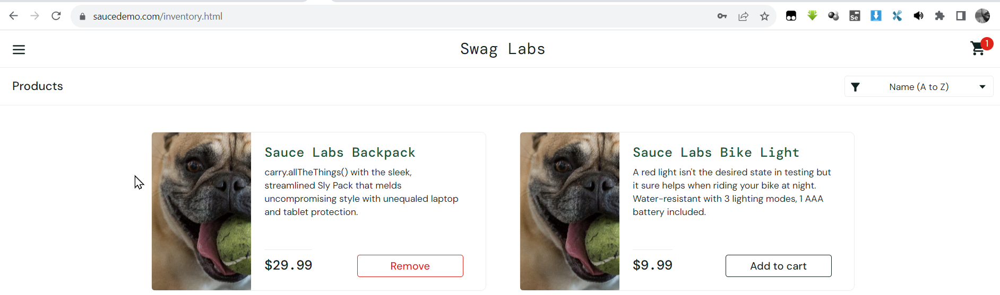 saucedemo.com/inventory.html
Se
Swag Labs
1
Products
Name (A to Z)
Sauce Labs Backpack
carry.allTheThings() with the sleek,
streamlined Sly Pack that melds
uncompromising style with unequaled laptop
and tablet protection.
$29.99
Remove
Sauce Labs Bike Light
A red light isn't the desired state in testing but
it sure helps when riding your bike at night.
Water-resistant with 3 lighting modes, 1 AAA
battery included.
$9.99
Add to cart